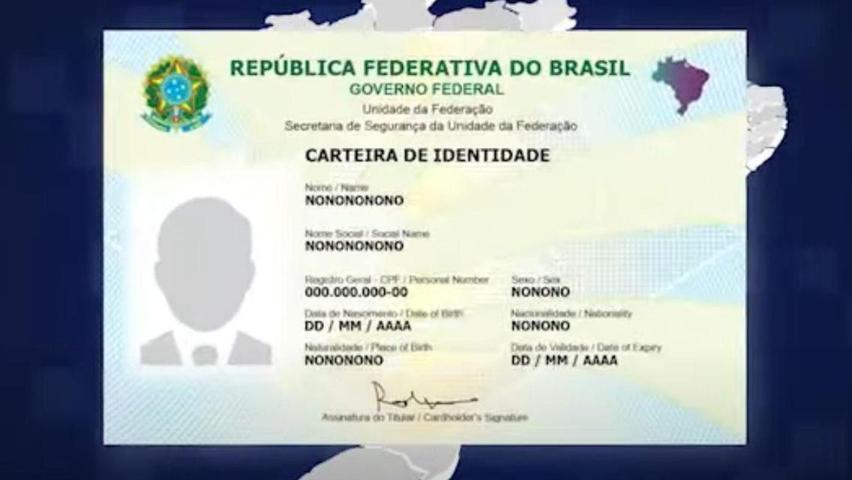 REPÚBLICA FEDERATIVA DO BRASIL
GOVERNO FEDERAL
Unidade da Federação
Secretaria de Segurança da Unidade da Federação
CARTEIRA DE IDENTIDADE
Nome / Name
NONONONONO
Nome Social / Social Name
NONONONONO
Registro Geral - CPF / Personal Number Sexo / Sex
000.000.000-00 NONONO
Data de Nascimento / Date of Birth Nacionalidade / Nationality
DD / MM / AAAA NONONO
Naturalidade / Place of Birth Data de Validade / Date of Expiry
NONONONO DD / MM / AAAA
Assinatura do Titular / Cardholder's Signature